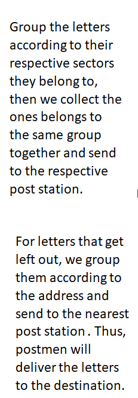 Group the letters
according to their
respective sectors
they belong to,
then we collect the
ones belongs to
the same group
together and send
to the respective
post station.
For letters that get
left out, we group
them according to
the address and
send to the nearest
post station. Thus,
postmen will
deliver the letters
to the destination.